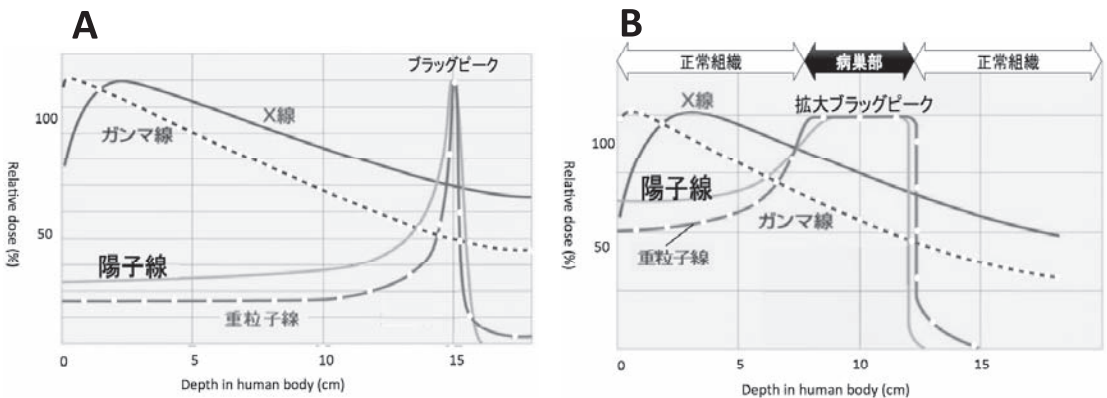 A
ブラッグピーク
X線
ガンマ線
陽子線
重粒子線
100
50
Relative dose (%)
0 5 10 15
Depth in human body (cm)
B
正常組織 病巣部 正常組織
X線
拡大ブラッグピーク
陽子線
ガンマ線
重粒子線
100
50
Relative dose (%)
0 5 10 15
Depth in human body (cm)